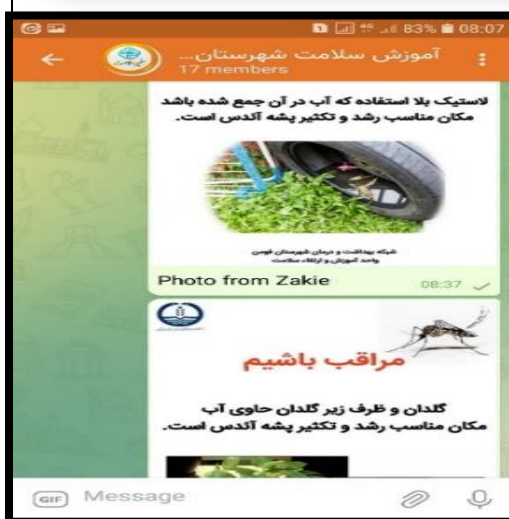 83% 08:07
آموزش سلامت شهرستان...
17 members
لاستیک بلا استفاده که آب در آن جمع شده باشد
مکان مناسب رشد و تکثیر پشه آئدس است.
شبکه بهداشت و درمان شهرستان فومن
واحد آموزش و ارتقاء سلامت
Photo from Zakie
08:37
مراقب باشیم
گلدان و ظرف زیر گلدان حاوی آب
مکان مناسب رشد و تکثیر پشه آئدس است.
GIF Message